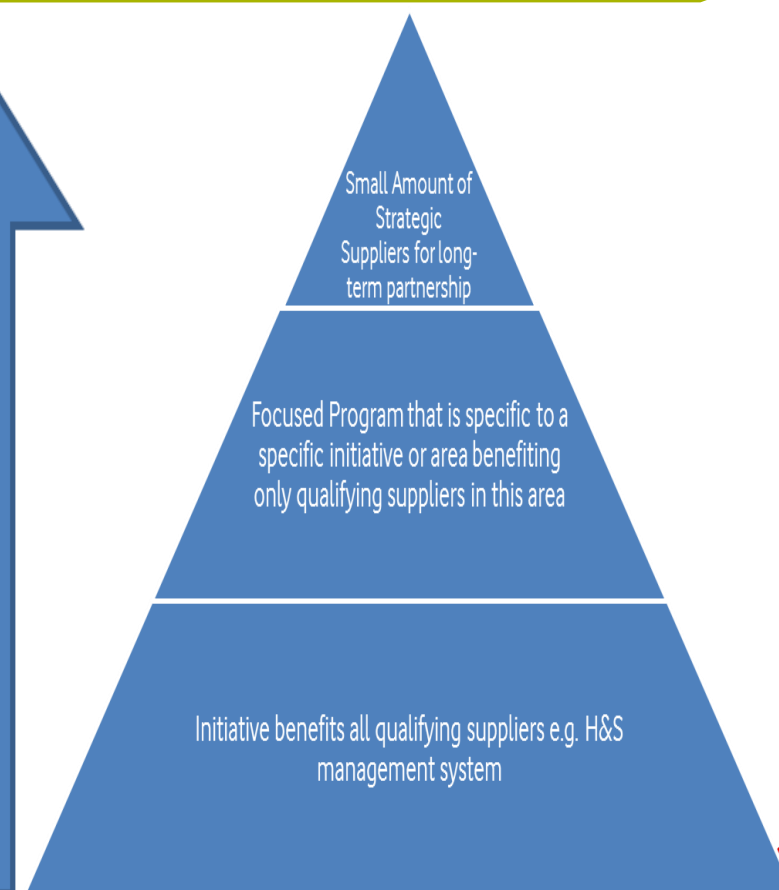 Small Amount of
Strategic
Suppliers for long-
term partnership
Focused Program that is specific to a
specific initiative or area benefiting
only qualifying suppliers in this area
Initiative benefits all qualifying suppliers e.g. H&S
management system